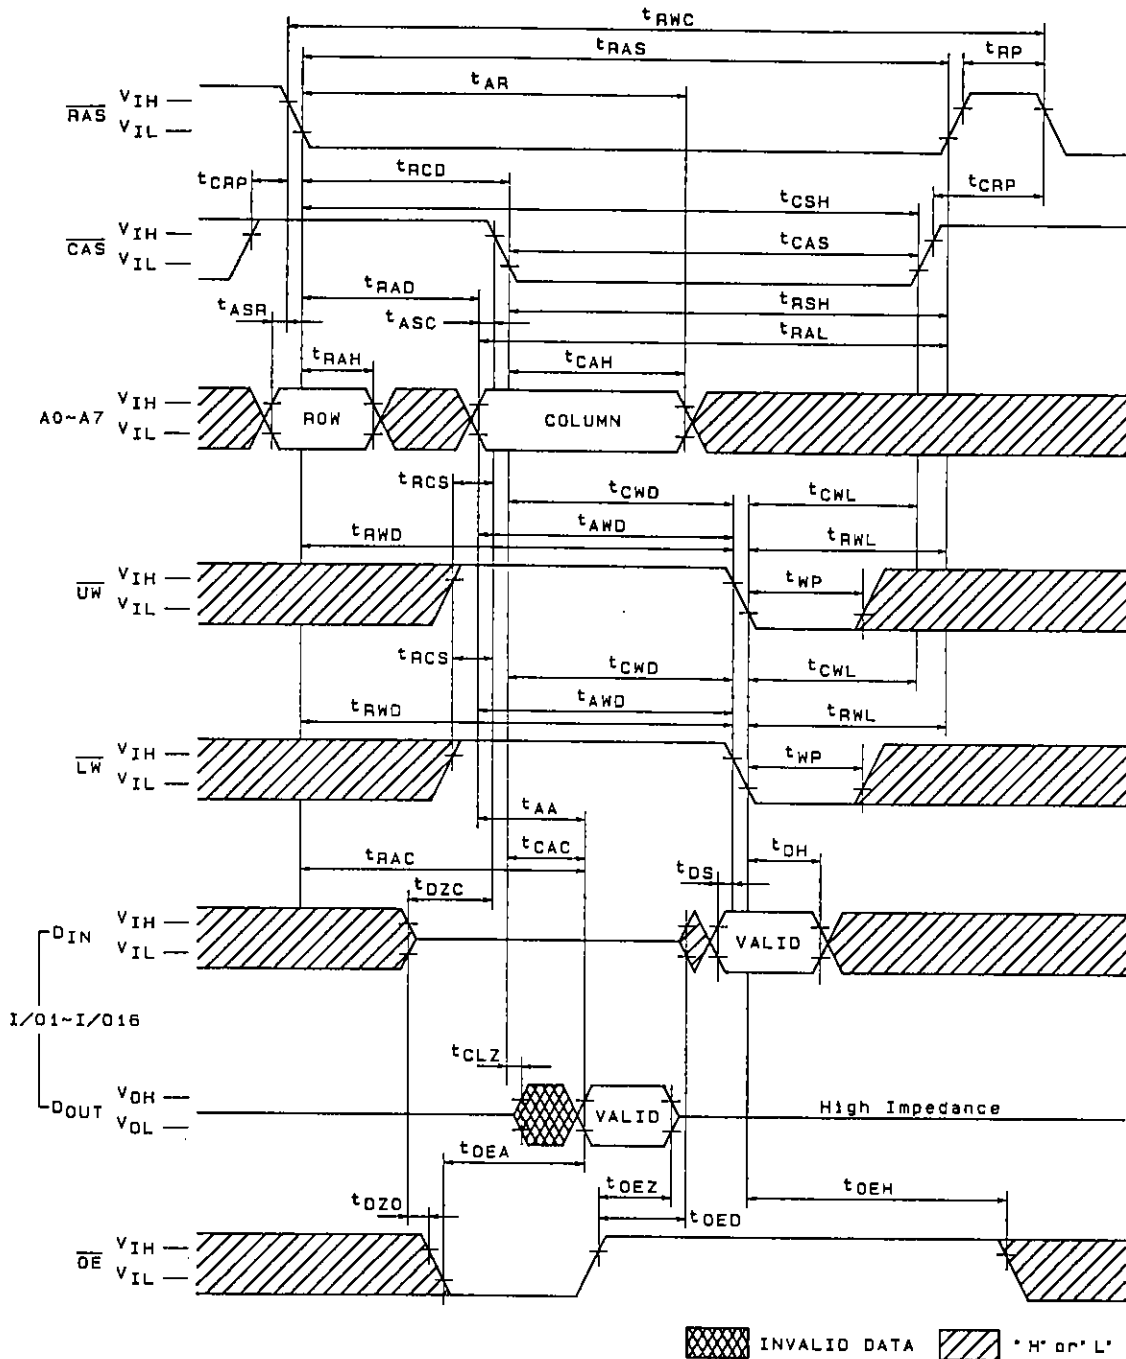 tRWC
tRAS
tRP
tAR
RAS VIH
VIL
tCRP
tRCD
tCRP
tCSH
CAS VIH
VIL
tCAS
tRAD
tRSH
tASR
tASC
tRAL
tRAH
tCAH
A0~A7 VIH
VIL
ROW
COLUMN
tRCS
tCWD
tCWL
tAWD
tRWD
tRWL
UW VIH
VIL
tWP
tRCS
tCWD
tCWL
tAWD
tRWD
tRWL
LW VIH
VIL
tWP
tAA
tCAC
tRAC
tDH
tDS
tDZC
DIN VIH
VIL
VALID
I/O1~I/O16
tCLZ
DOUT VOH
VOL
VALID
High Impedance
tOEA
tOEZ
tOEH
tDZO
tOED
OE VIH
VIL
INVALID DATA
"H" or "L"